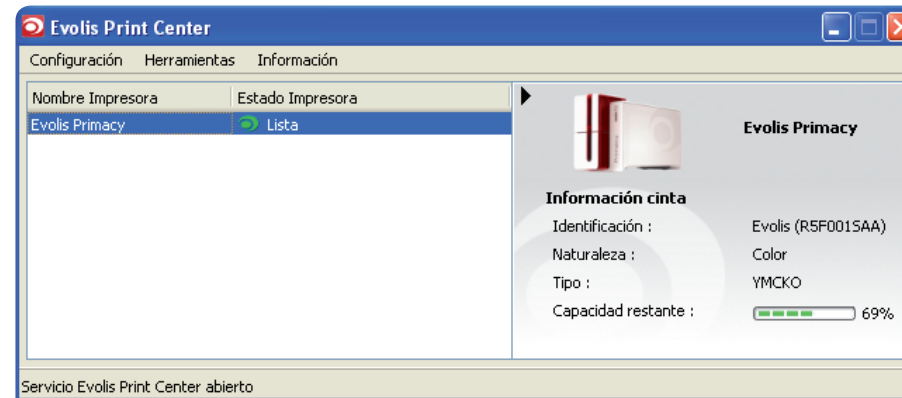 Evolis Print Center
Configuración Herramientas Información
Nombre Impresora Estado Impresora
Evolis Primacy Lista
Evolis Primacy
Información cinta
Identificación : Evolis (R5F001SAA)
Naturaleza : Color
Tipo : YMCKO
Capacidad restante : 69%
Servicio Evolis Print Center abierto